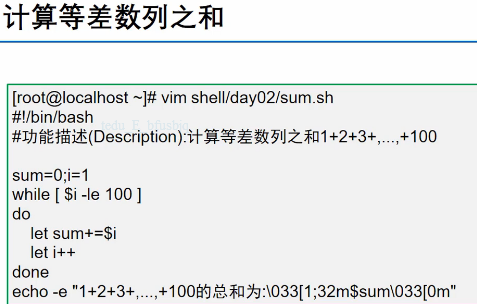 计算等差数列之和
[root@localhost ~]# vim shell/day02/sum.sh
#!/bin/bash
#功能描述(Description):计算等差数列之和1+2+3+,...,+100
sum=0;i=1
while [ $i -le 100 ]
do
let sum+=$i
let i++
done
echo -e "1+2+3+,...,+100的总和为:\033[1;32m$sum\033[0m"